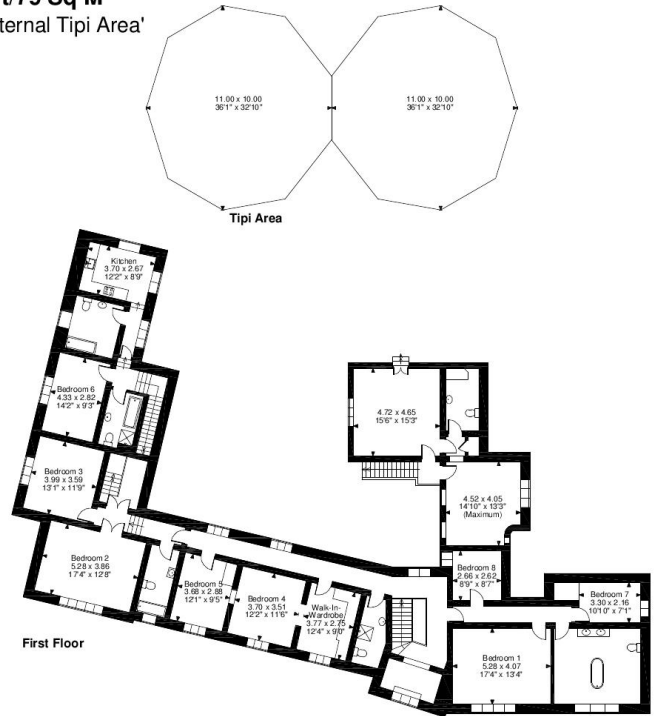 ternal Tipi Area'
11.00 x 10.00
36'1" x 32'10"
11.00 x 10.00
36'1" x 32'10"
Tipi Area
Kitchen
3.70 x 2.67
12'2" x 8'9"
Bedroom 6
4.33 x 2.82
14'2" x 9'3"
4.72 x 4.65
15'6" x 15'3"
Bedroom 3
3.99 x 3.59
13'1" x 11'9"
4.52 x 4.05
14'10" x 13'3"
(Maximum)
Bedroom 2
5.28 x 3.86
17'4" x 12'8"
Bedroom 5
3.68 x 2.88
12'1" x 9'5"
Bedroom 4
3.70 x 3.51
12'2" x 11'6"
Walk-In-
Wardrobe
3.77 x 2.75
12'4" x 9'0"
Bedroom 8
2.66 x 2.62
8'9" x 8'7"
Bedroom 7
3.30 x 2.16
10'10" x 7'1"
First Floor
Bedroom 1
5.28 x 4.07
17'4" x 13'4"